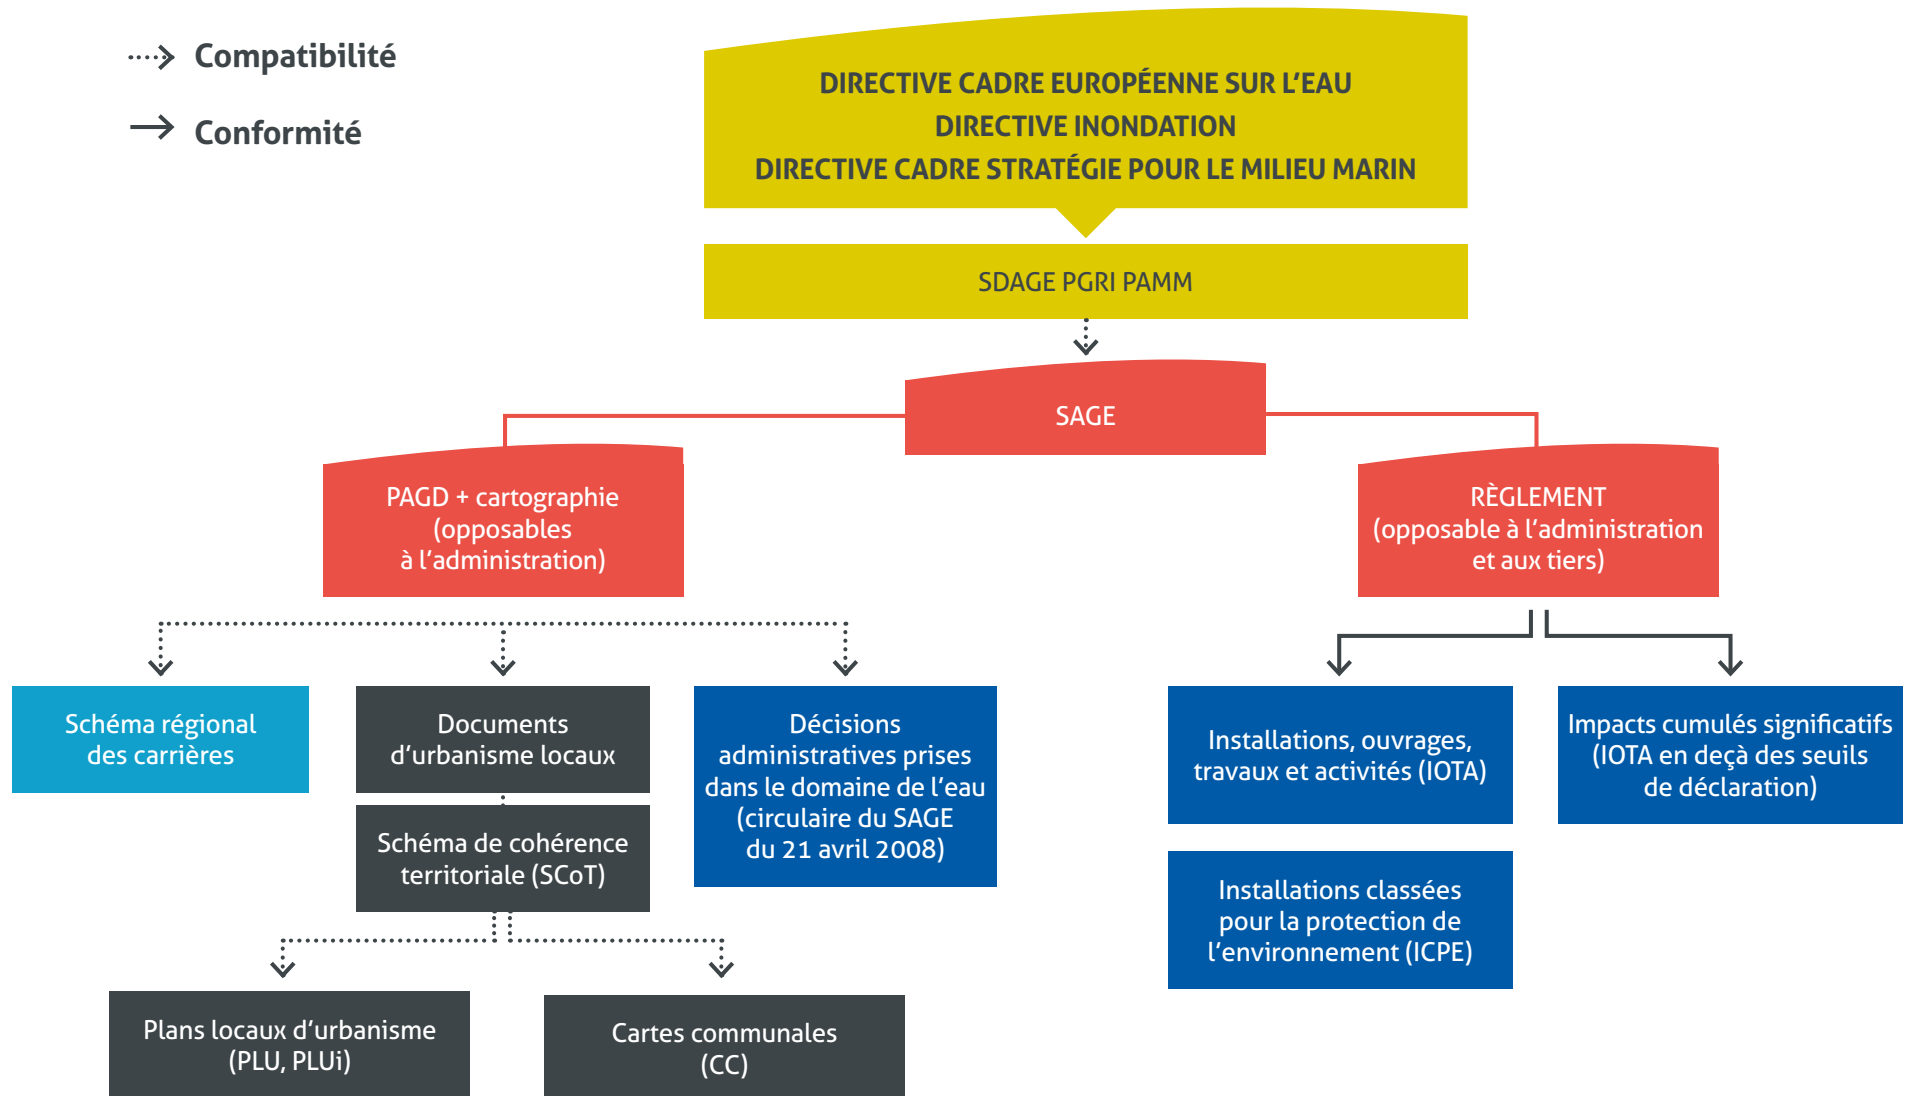 Compatibilité
Conformité
DIRECTIVE CADRE EUROPÉENNE SUR L'EAU
DIRECTIVE INONDATION
DIRECTIVE CADRE STRATÉGIE POUR LE MILIEU MARIN
SDAGE PGRI PAMM
SAGE
PAGD + cartographie
(opposables
à l'administration)
RÈGLEMENT
(opposable à l'administration
et aux tiers)
Schéma régional
des carrières
Documents
d'urbanisme locaux
Schéma de cohérence
territoriale (SCoT)
Décisions
administratives prises
dans le domaine de l'eau
(circulaire du SAGE
du 21 avril 2008)
Installations, ouvrages,
travaux et activités (IOTA)
Impacts cumulés significatifs
(IOTA en deçà des seuils
de déclaration)
Installations classées
pour la protection de
l'environnement (ICPE)
Plans locaux d'urbanisme
(PLU, PLUi)
Cartes communales
(CC)